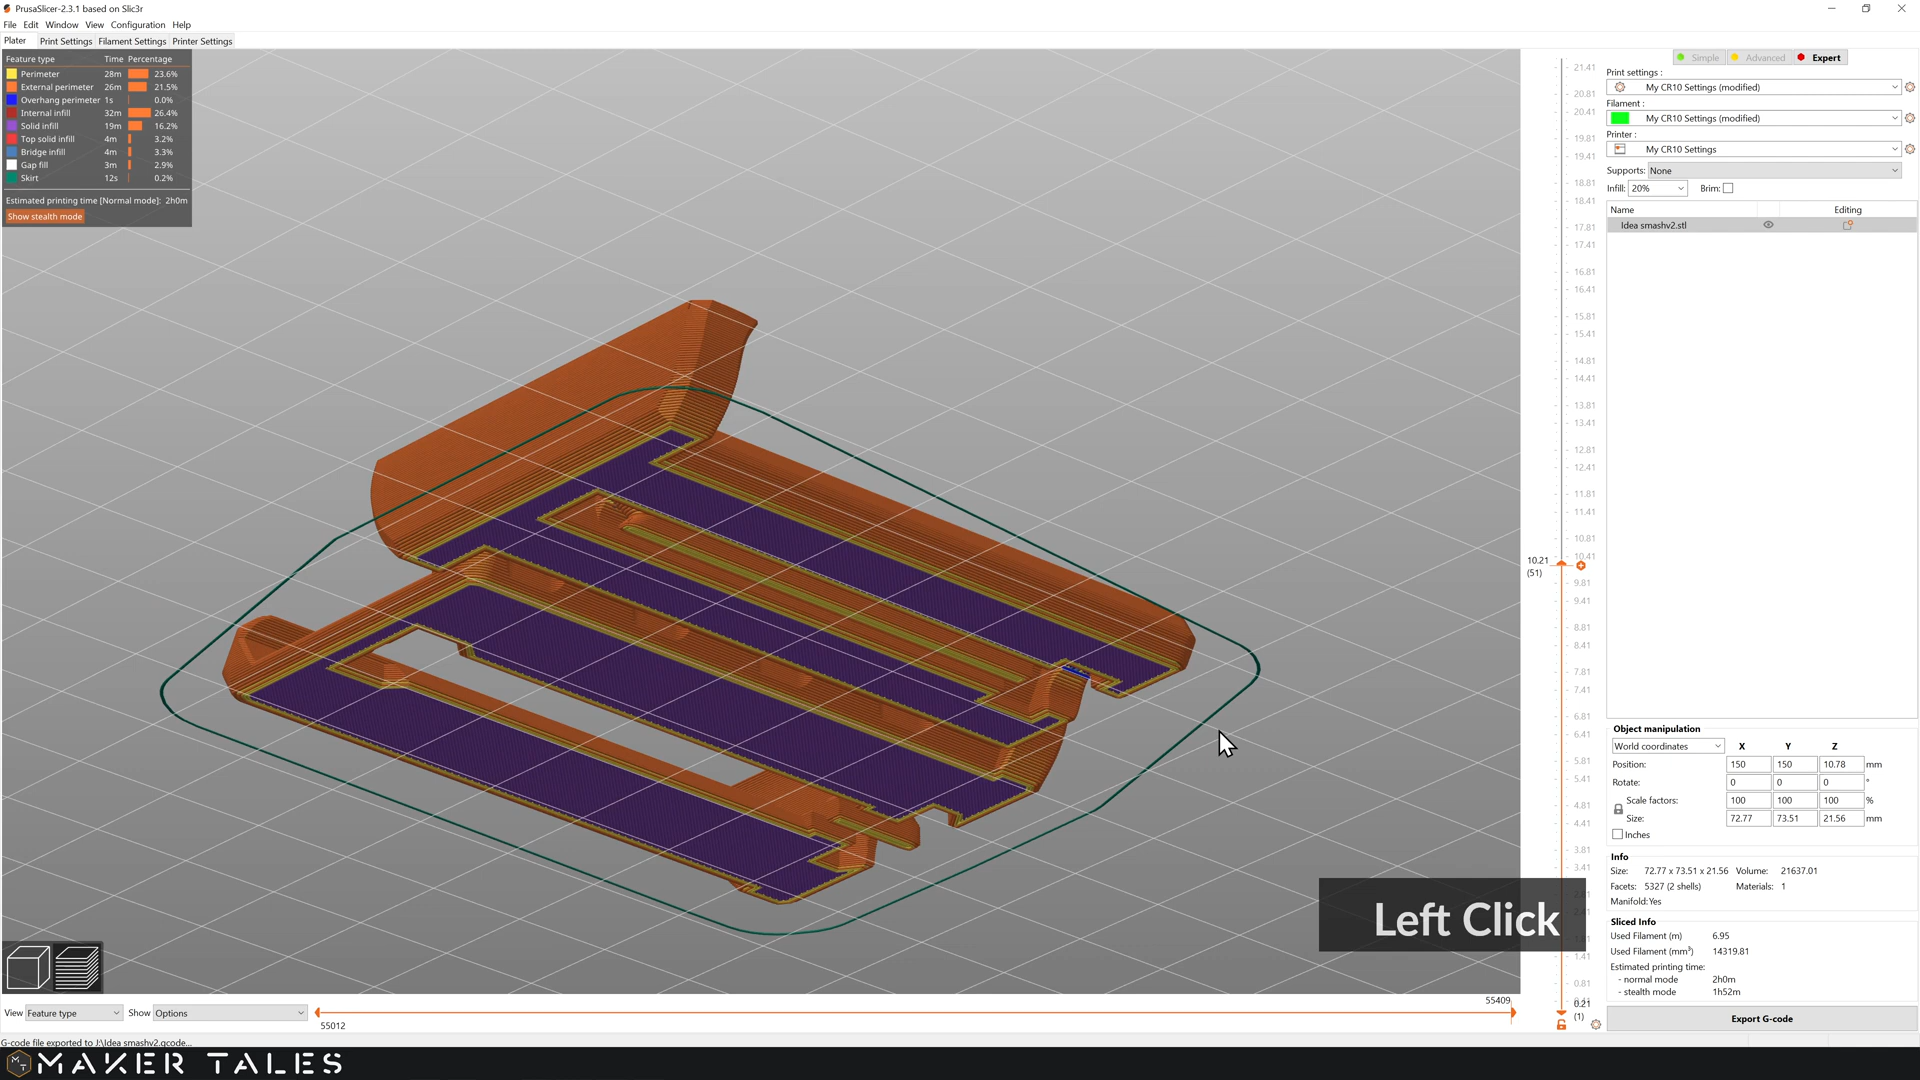 PrusaSlicer-2.3.1 based on Slic3r
File Edit Window View Configuration Help
Plater Print Settings Filament Settings Printer Settings
Feature type Time Percentage
Perimeter 28m 23.6%
External perimeter 26m 21.5%
Overhang perimeter 1s 0.0%
Internal infill 32m 26.4%
Solid infill 19m 16.2%
Top solid infill 4m 3.2%
Bridge infill 4m 3.3%
Gap fill 3m 2.9%
Skirt 12s 0.2%
Estimated printing time [Normal mode]: 2h0m
Show stealth mode
21.41
20.81
20.41
19.81
19.41
18.81
18.41
17.81
17.41
16.81
16.41
15.81
15.41
14.81
14.41
13.81
13.41
12.81
12.41
11.81
11.41
10.81
10.41
10.21
(51)
9.81
9.41
8.81
8.41
7.81
7.41
6.81
6.41
5.81
5.41
4.81
4.41
3.81
3.41
1.41
0.81
0.21
(1)
Simple Advanced Expert
Print settings :
My CR10 Settings (modified)
Filament :
My CR10 Settings (modified)
Printer :
My CR10 Settings
Supports: None
Infill: 20% Brim:
Name Editing
Idea smashv2.stl
Object manipulation
World coordinates X Y Z
Position: 150 150 10.78 mm
Rotate: 0 0 0 °
Scale factors: 100 100 100 %
Size: 72.77 73.51 21.56 mm
Inches
Info
Size: 72.77 x 73.51 x 21.56 Volume: 21637.01
Facets: 5327 (2 shells) Materials: 1
Manifold:Yes
Sliced Info
Used Filament (m) 6.95
Used Filament (mm³) 14319.81
Estimated printing time:
- normal mode 2h0m
- stealth mode 1h52m
Export G-code
Left Click
View Feature type Show Options
55409
55012
G-code file exported to J:\Idea smashv2.gcode...
MT MAKER TALES